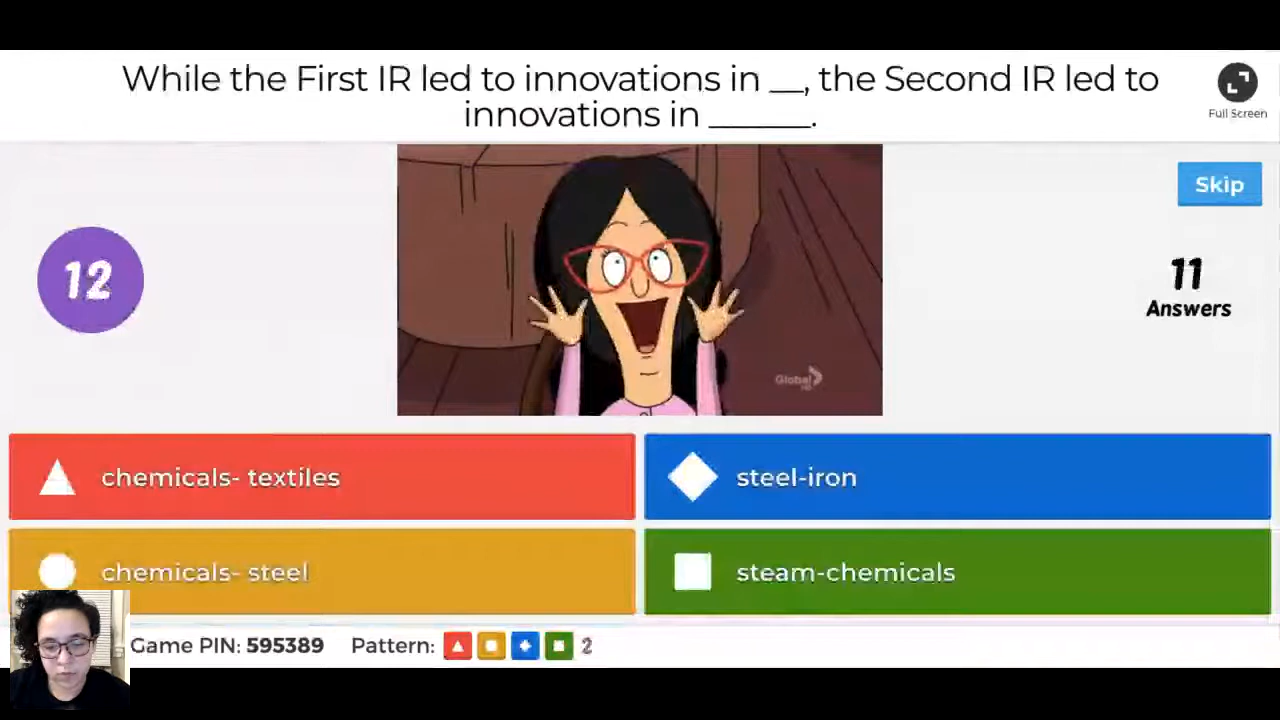 While the First IR led to innovations in __, the Second IR led to
innovations in ______.
Full Screen
Skip
12
11
Answers
Global
chemicals- textiles
steel-iron
chemicals- steel
steam-chemicals
Game PIN: 595389 Pattern: 2